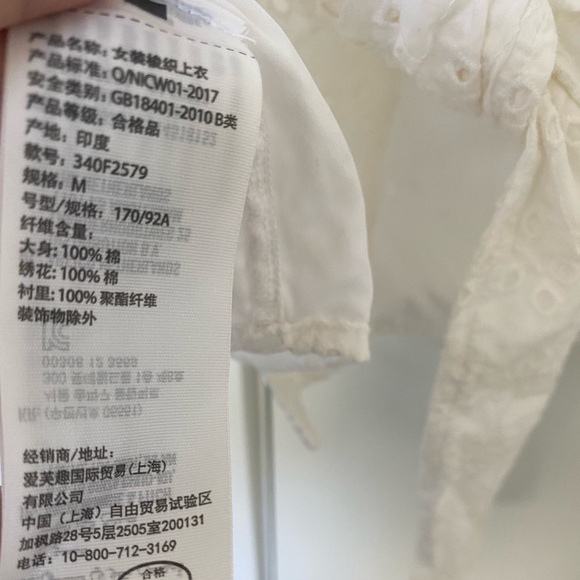 产品名称：女装梭织上衣
产品标准：Q/NICW01-2017
安全类别：GB18401-2010 B类
产品等级：合格品
产地：印度
款号：340F2579
规格：M
号型/规格：170/92A
纤维含量：
大身：100% 棉
绣花：100% 棉
衬里：100% 聚酯纤维
装饰物除外
经销商/地址：
爱芙趣国际贸易(上海)
有限公司
中国（上海）自由贸易试验区
加枫路28号5层2505室200131
电话：10-800-712-3169
合格